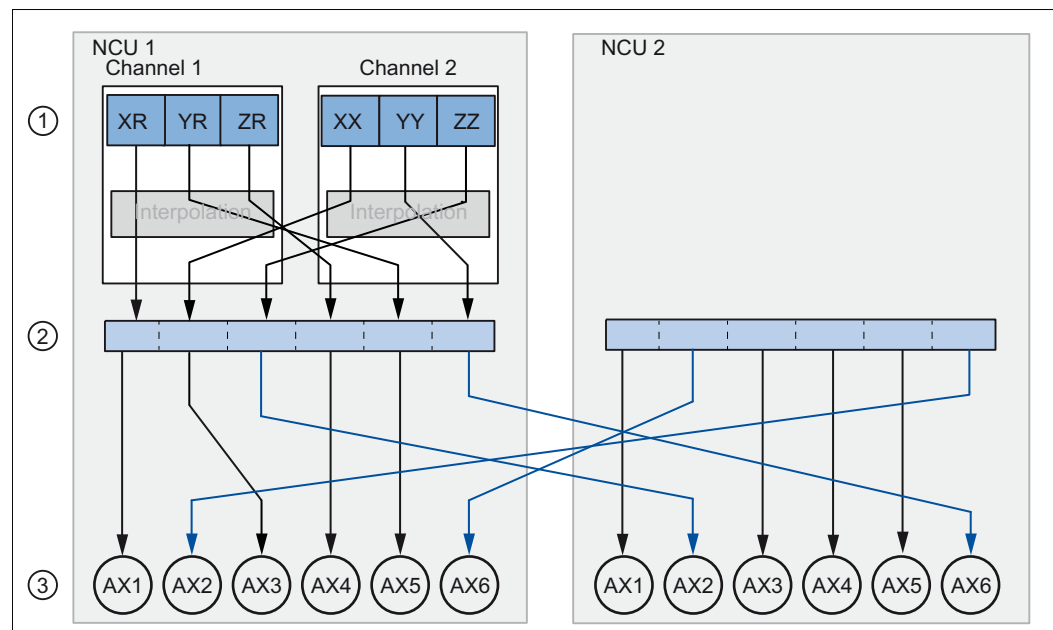 NCU 1
NCU 2
Channel 1
Channel 2
1
XR YR ZR
XX YY ZZ
Interpolation
Interpolation
2
3
AX1 AX2 AX3 AX4 AX5 AX6
AX1 AX2 AX3 AX4 AX5 AX6